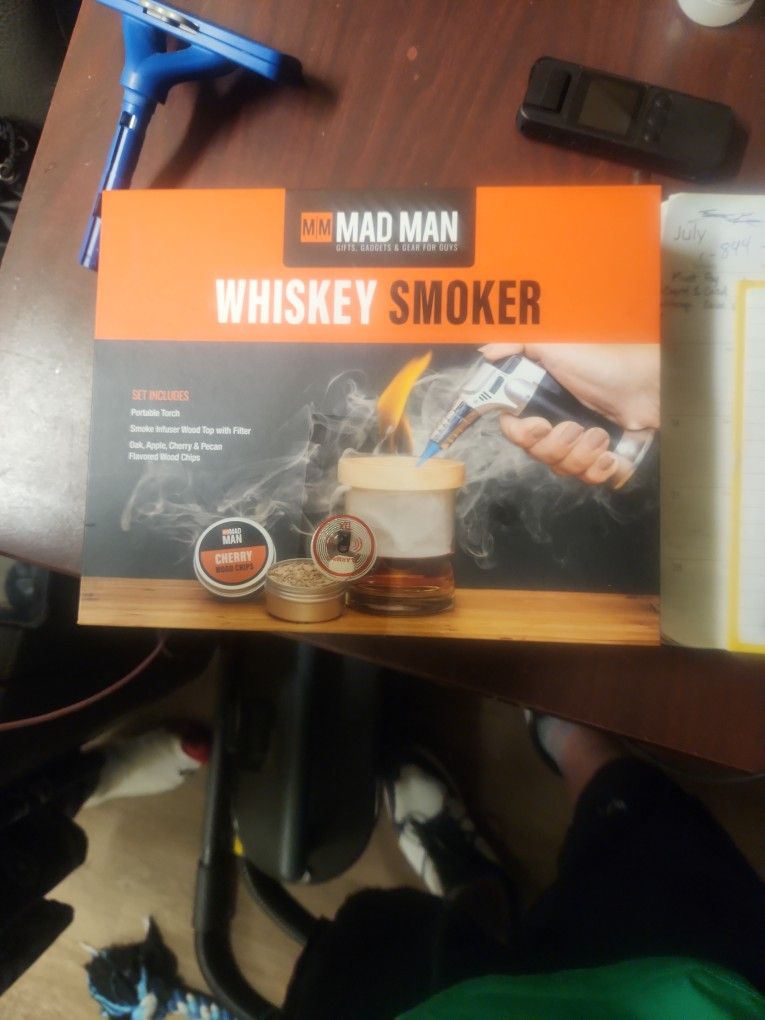 MM MAD MAN
GIFTS, GADGETS & GEAR FOR GUYS
WHISKEY SMOKER
SET INCLUDES
Portable Torch
Smoke Infuser Wood Top with Filter
Oak, Apple, Cherry & Pecan
Flavored Wood Chips
MAD
MAN
CHERRY
WOOD CHIPS
July